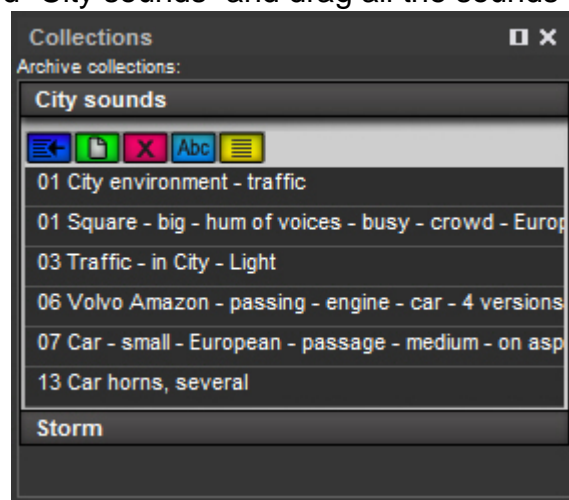 d "City sounds" and drag all the sounds
Collections
Archive collections:
City sounds
Abc
01 City environment - traffic
01 Square - big - hum of voices - busy - crowd - Europ
03 Traffic - in City - Light
06 Volvo Amazon - passing - engine - car - 4 versions
07 Car - small - European - passage - medium - on asp
13 Car horns, several
Storm